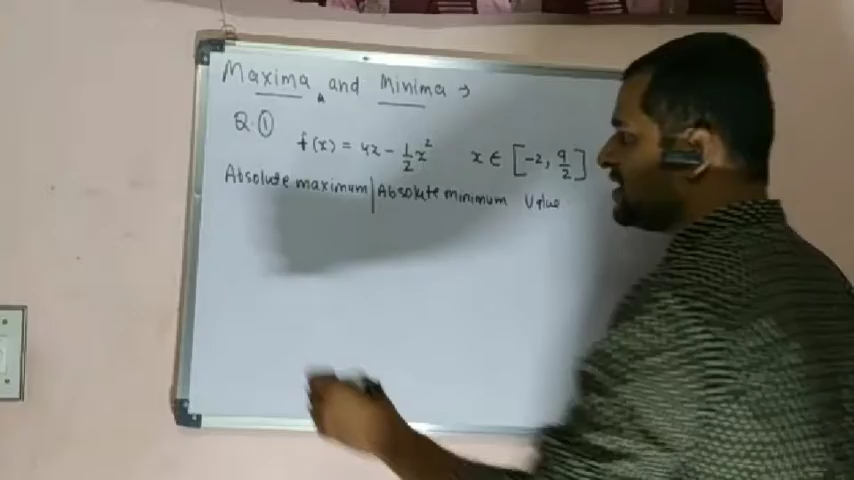 Maxima and Minima →
Q. ① f(x) = 4x - 1/2 x² x ∈ [-2, 9/2]
Absolute maximum | Absolute minimum Value